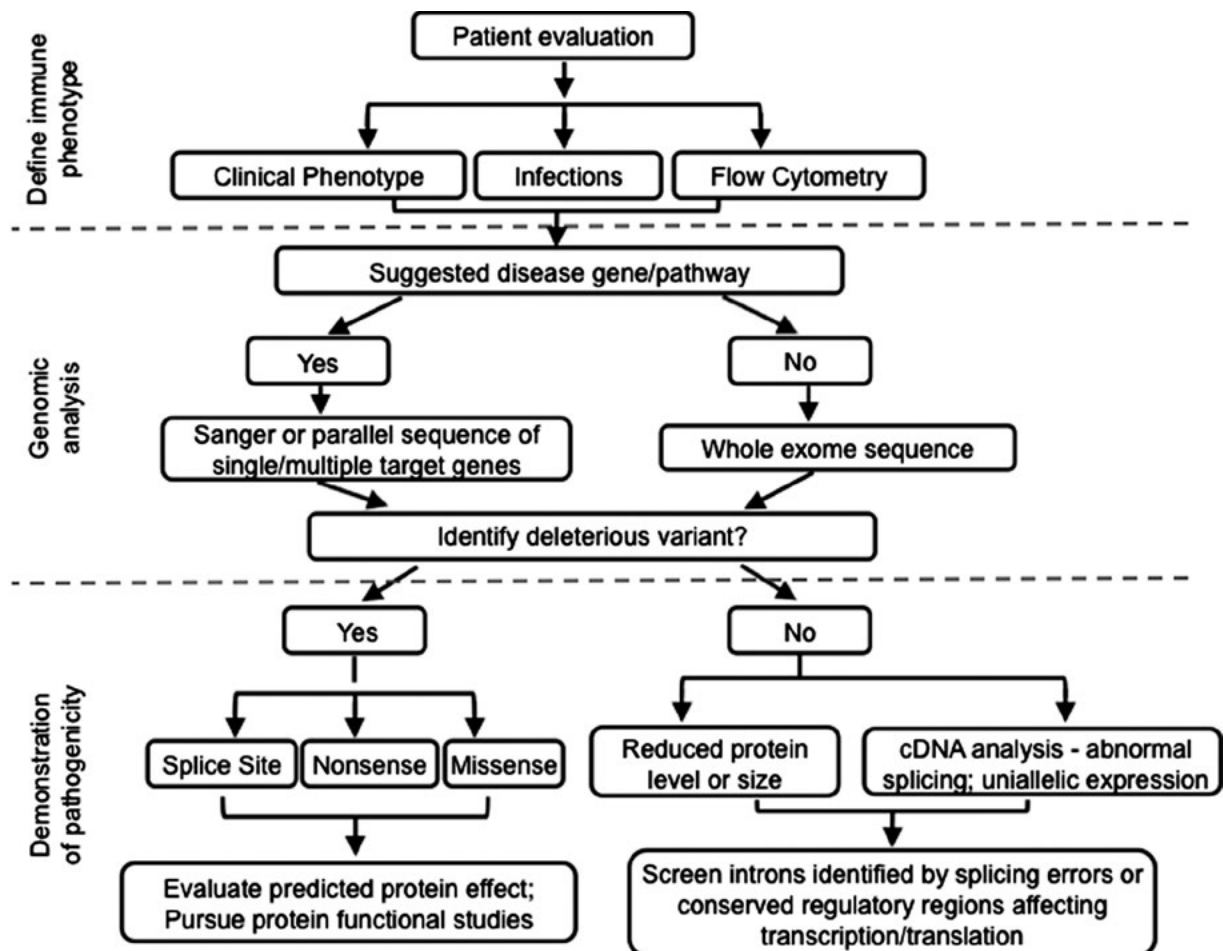 Define immune
phenotype
Patient evaluation
Clinical Phenotype
Infections
Flow Cytometry
Genomic
analysis
Suggested disease gene/pathway
Yes
No
Sanger or parallel sequence of
single/multiple target genes
Whole exome sequence
Identify deleterious variant?
Demonstration
of pathogenicity
Yes
No
Splice Site
Nonsense
Missense
Reduced protein
level or size
cDNA analysis - abnormal
splicing; uniallelic expression
Evaluate predicted protein effect;
Pursue protein functional studies
Screen introns identified by splicing errors or
conserved regulatory regions affecting
transcription/translation